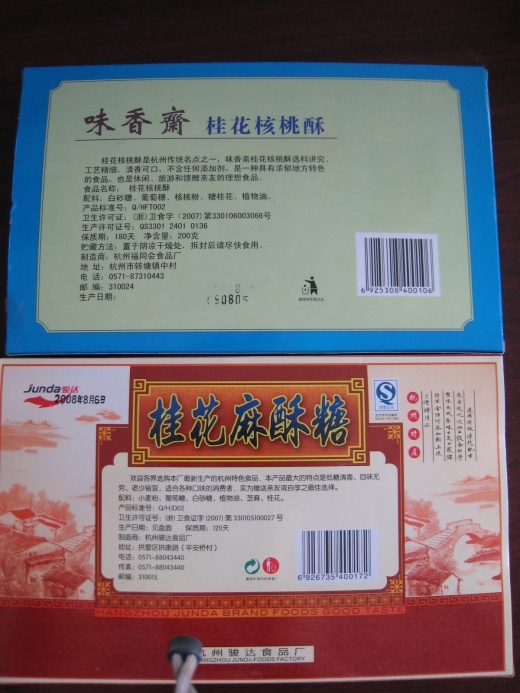 味香齋 桂花核桃酥
桂花核桃酥是杭州传统名点之一，味香斋桂花核桃酥选料讲究、
工艺精细、清香可口，不含任何添加剂，是一种具有浓郁地方特色
的食品，也是休闲、旅游和馈赠亲友的理想食品。
食品名称： 桂花核桃酥
配料：白砂糖、葡萄糖、核桃粉、糖桂花、植物油。
产品标准号：Q/HFT002
卫生许可证：（浙）卫食字（2007）第330106003066号
生产许可证号：QS3301 2401 0136
保质期：180天 净含量：200克
贮藏方法：置于阴凉干燥处，拆封后请尽快食用。
制造商：杭州福同会食品厂
地 址：杭州市转塘镇中村
电 话：0571-87310443
邮 编：310024
生产日期：
6 925308 400106
Junda 骏达
2008年8月6日
桂花麻酥糖
杭州特产
欢迎各界选购本厂最新生产的杭州特色食品，本产品最大的特点是低糖清香，回味无
穷，老少皆宜，适合各种口味的消费者，实为赠送亲友或自享之最佳选择。
配料：小麦粉、葡萄糖、白砂糖、植物油、芝麻、桂花。
产品标准号：Q/HJD02
卫生许可证号：（浙）卫食证字（2007）第 330105100027 号
生产日期：见盒面 保质期：120天
制造商：杭州骏达食品厂
地址：拱墅区拱康路（平安桥村）
电话：0571-88043440
传真：0571-88043440
邮编：310015
6 926735 400172
HANGZHOU JUNDA BRAND FOODS GOOD TASTE
杭州骏达食品厂
HANGZHOU JUNDA FOODS FACTORY